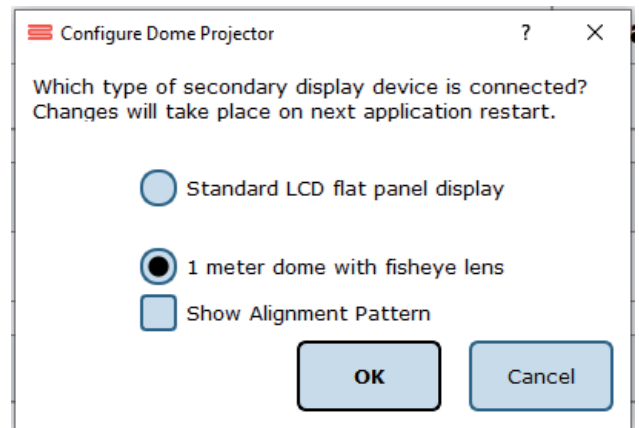 Configure Dome Projector
Which type of secondary display device is connected?
Changes will take place on next application restart.
Standard LCD flat panel display
1 meter dome with fisheye lens
Show Alignment Pattern
OK Cancel